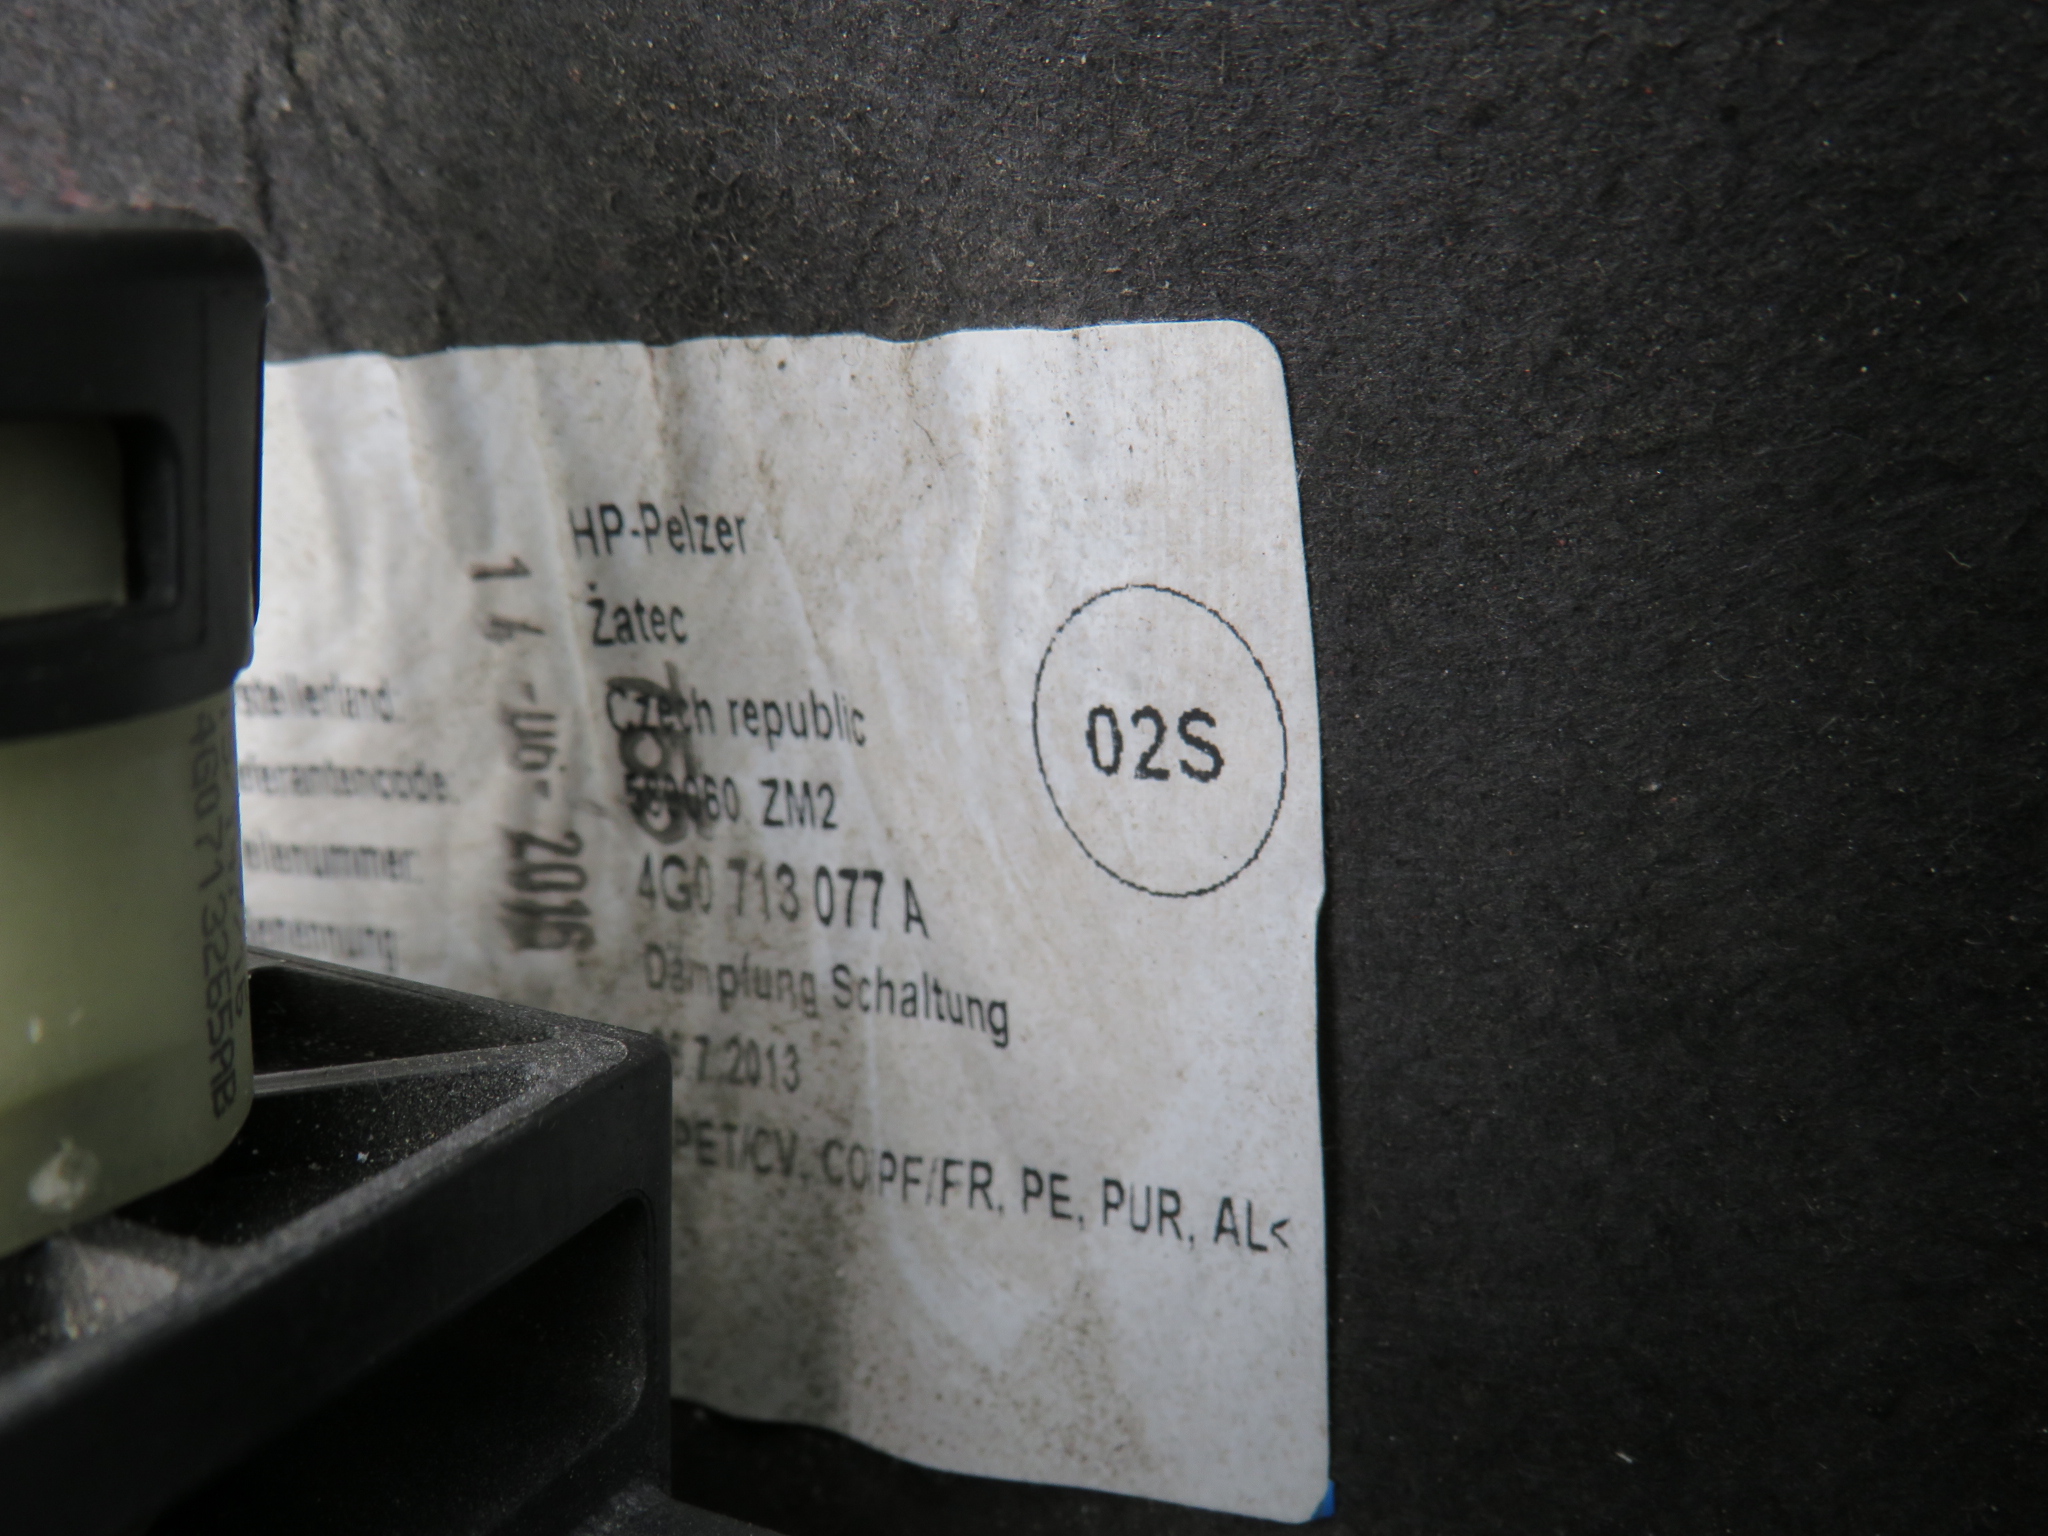 HP-Pelzer
Żatec
Czech republic
ZM2
4G0 713 077 A
Dämpfung Schaltung
7.2013
PET/CV, CO/PF/FR, PE, PUR, AL<
02S
2016
4G0713265AB